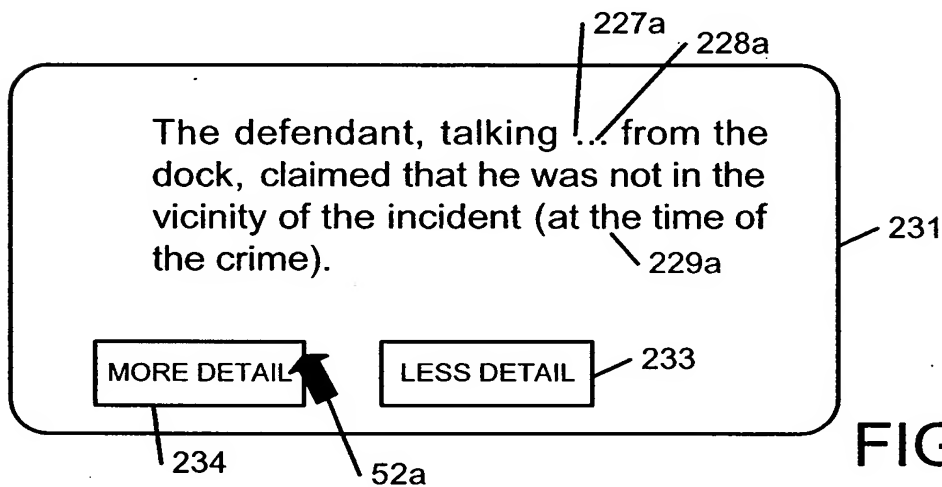 227a
228a
The defendant, talking ... from the
dock, claimed that he was not in the
vicinity of the incident (at the time of
the crime).
231
229a
MORE DETAIL
LESS DETAIL
233
234
52a
FIG